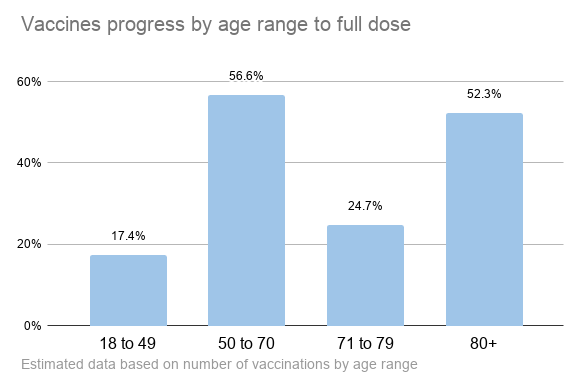 Vaccines progress by age range to full dose
60%
40%
20%
0%
56.6%
52.3%
24.7%
17.4%
18 to 49
50 to 70
71 to 79
80+
Estimated data based on number of vaccinations by age range